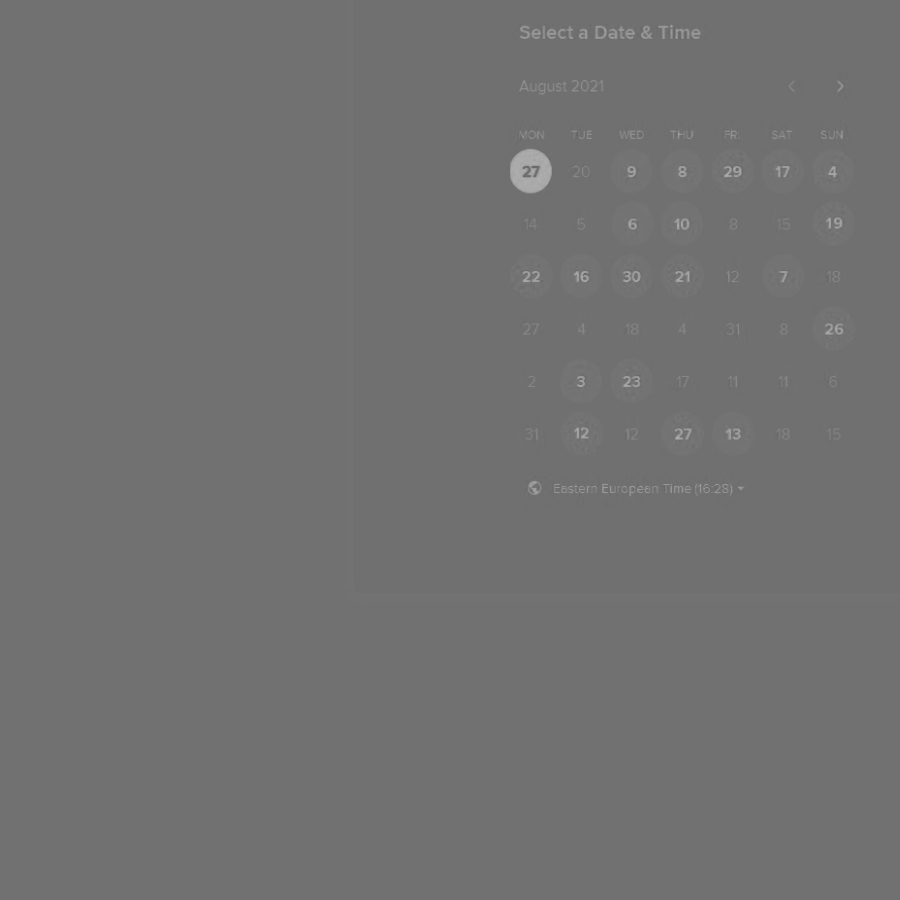 Select a Date & Time
August 2021
MON TUE WED THU FRI SAT SUN
27 20 9 8 29 17 4
14 5 6 10 8 15 19
22 16 30 21 12 7 18
27 4 18 4 31 8 26
2 3 23 17 11 11 6
31 12 12 27 13 18 15
Eastern European Time (16:28)